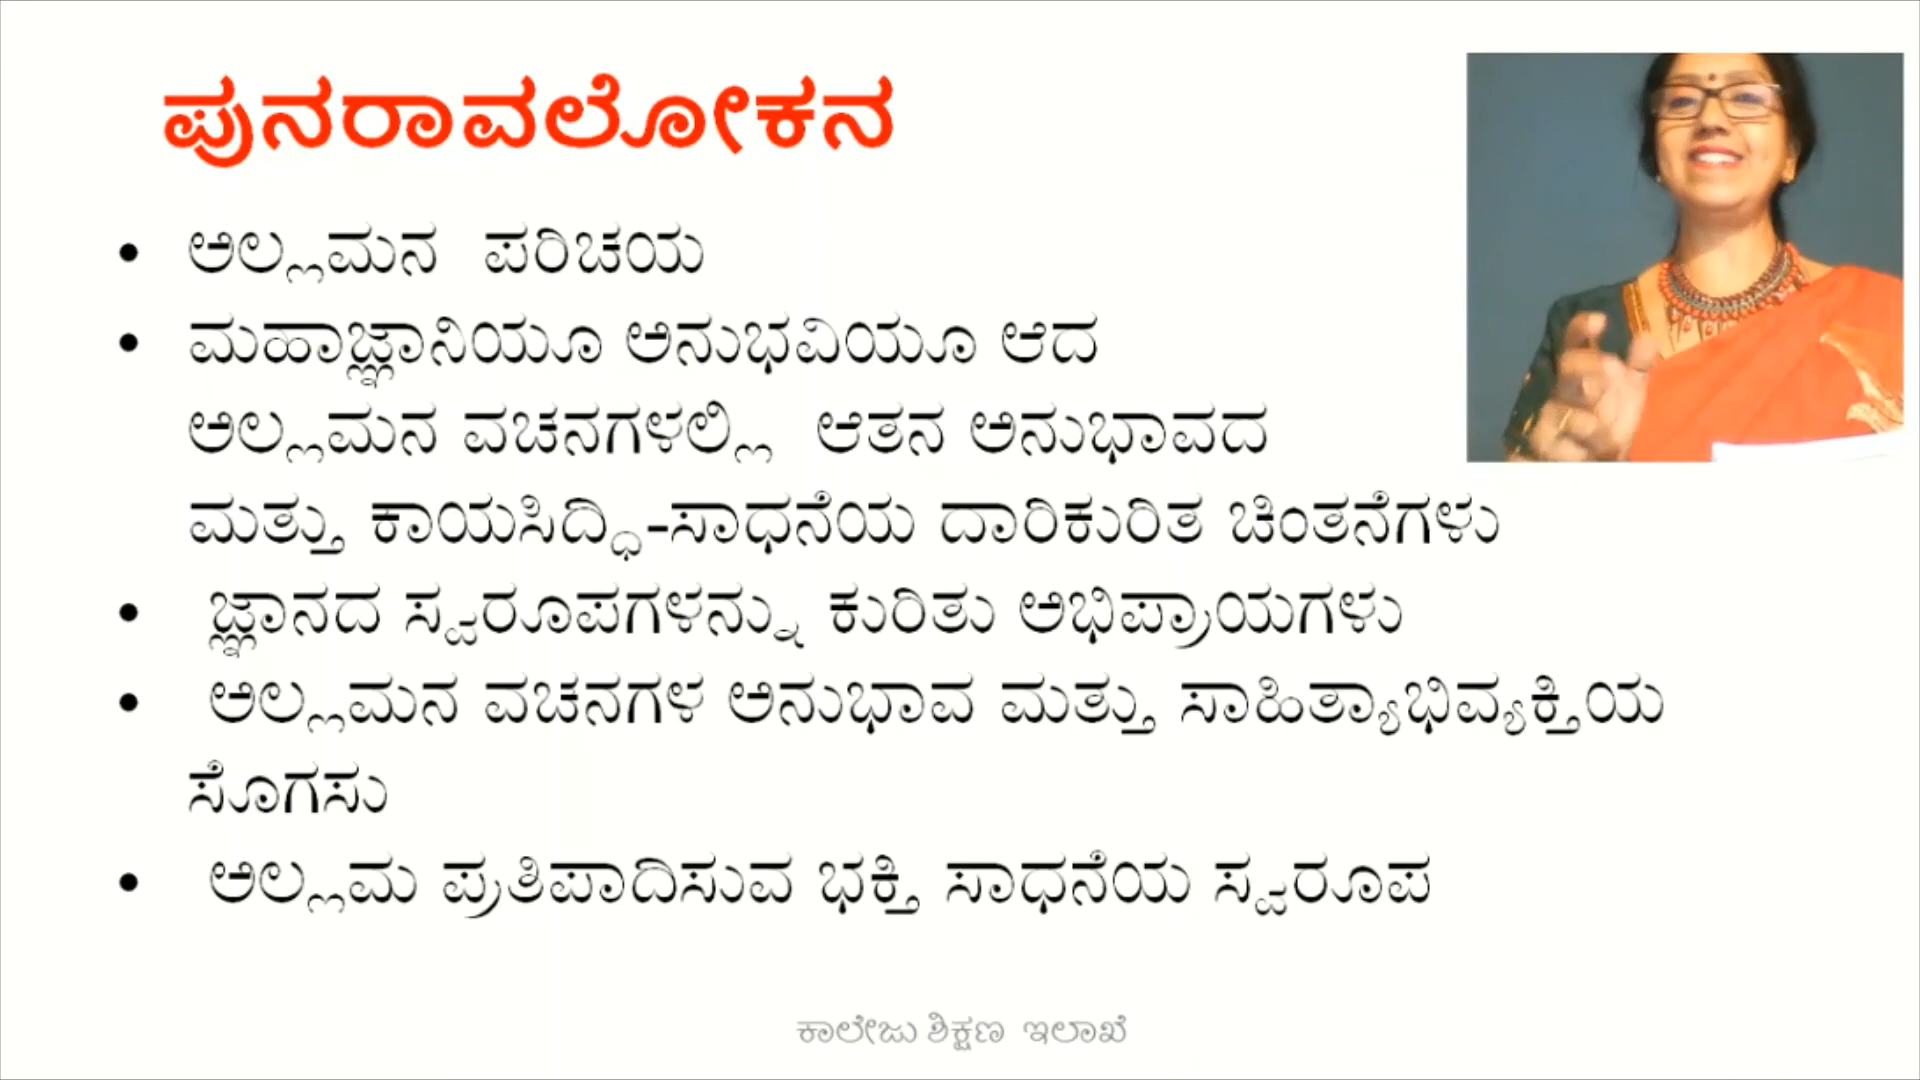 ಪುನರಾವಲೋಕನ
• ಅಲ್ಲಮನ ಪರಿಚಯ
• ಮಹಾಜ್ಞಾನಿಯೂ ಅನುಭವಿಯೂ ಆದ
ಅಲ್ಲಮನ ವಚನಗಳಲ್ಲಿ ಆತನ ಅನುಭಾವದ
ಮತ್ತು ಕಾಯಸಿದ್ಧಿ-ಸಾಧನೆಯ ದಾರಿಕುರಿತ ಚಿಂತನೆಗಳು
• ಜ್ಞಾನದ ಸ್ವರೂಪಗಳನ್ನು ಕುರಿತು ಅಭಿಪ್ರಾಯಗಳು
• ಅಲ್ಲಮನ ವಚನಗಳ ಅನುಭಾವ ಮತ್ತು ಸಾಹಿತ್ಯಾಭಿವ್ಯಕ್ತಿಯ
ಸೊಗಸು
• ಅಲ್ಲಮ ಪ್ರತಿಪಾದಿಸುವ ಭಕ್ತಿ ಸಾಧನೆಯ ಸ್ವರೂಪ
ಕಾಲೇಜು ಶಿಕ್ಷಣ ಇಲಾಖೆ